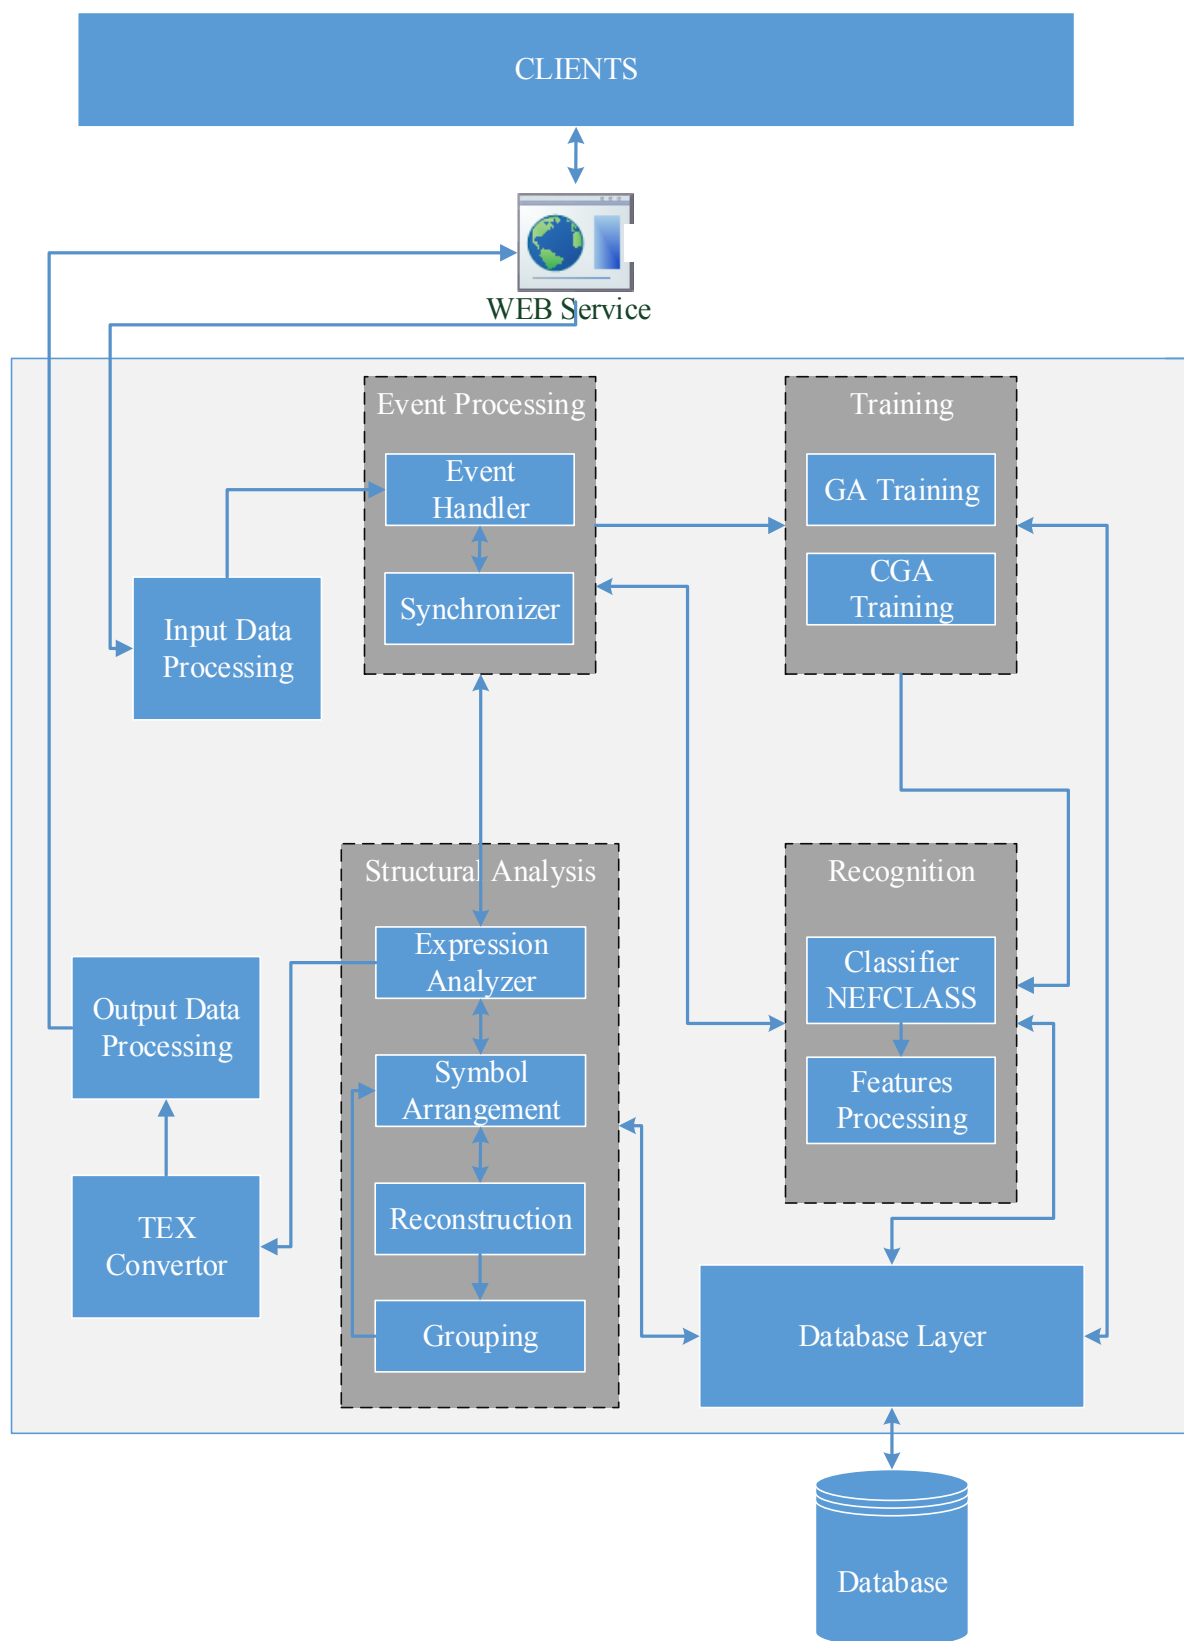 CLIENTS
WEB Service
Event Processing
Event
Handler
Synchronizer
Training
GA Training
CGA
Training
Input Data
Processing
Structural Analysis
Expression
Analyzer
Symbol
Arrangement
Reconstruction
Grouping
Recognition
Classifier
NEFCLASS
Features
Processing
Output Data
Processing
TEX
Convertor
Database Layer
Database